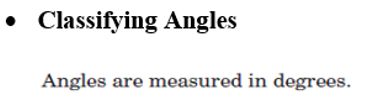 • Classifying Angles
Angles are measured in degrees.